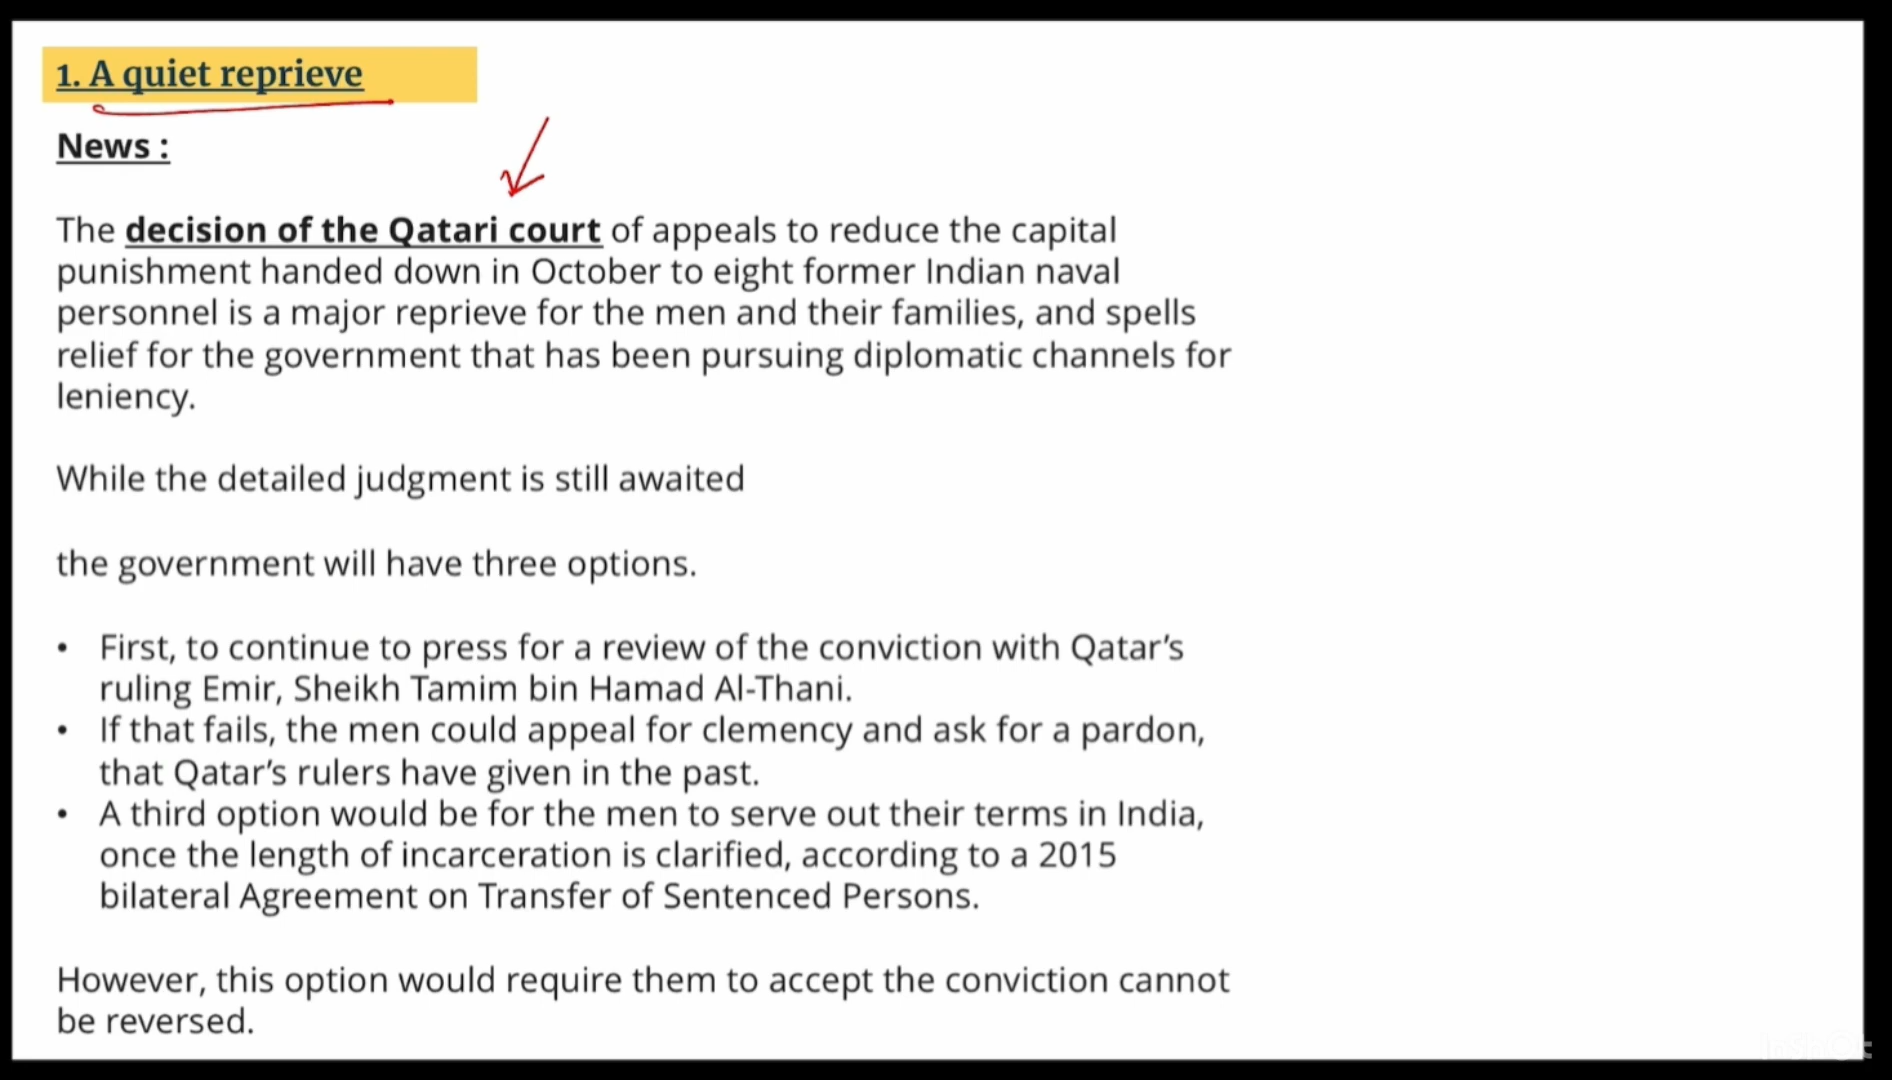 1. A quiet reprieve
News :
The decision of the Qatari court of appeals to reduce the capital
punishment handed down in October to eight former Indian naval
personnel is a major reprieve for the men and their families, and spells
relief for the government that has been pursuing diplomatic channels for
leniency.
While the detailed judgment is still awaited
the government will have three options.
• First, to continue to press for a review of the conviction with Qatar’s
ruling Emir, Sheikh Tamim bin Hamad Al-Thani.
• If that fails, the men could appeal for clemency and ask for a pardon,
that Qatar’s rulers have given in the past.
• A third option would be for the men to serve out their terms in India,
once the length of incarceration is clarified, according to a 2015
bilateral Agreement on Transfer of Sentenced Persons.
However, this option would require them to accept the conviction cannot
be reversed.